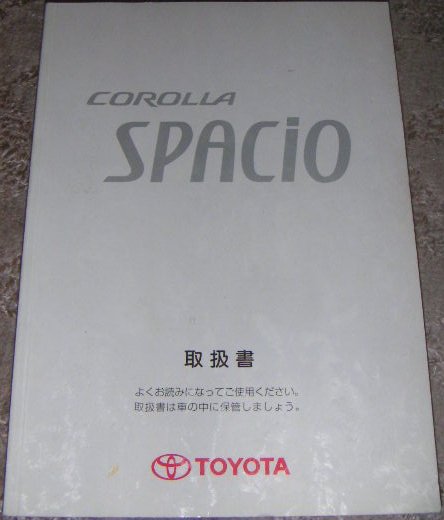 COROLLA
SPACiO
取扱書
よくお読みになってご使用ください。
取扱書は車の中に保管しましょう。
TOYOTA